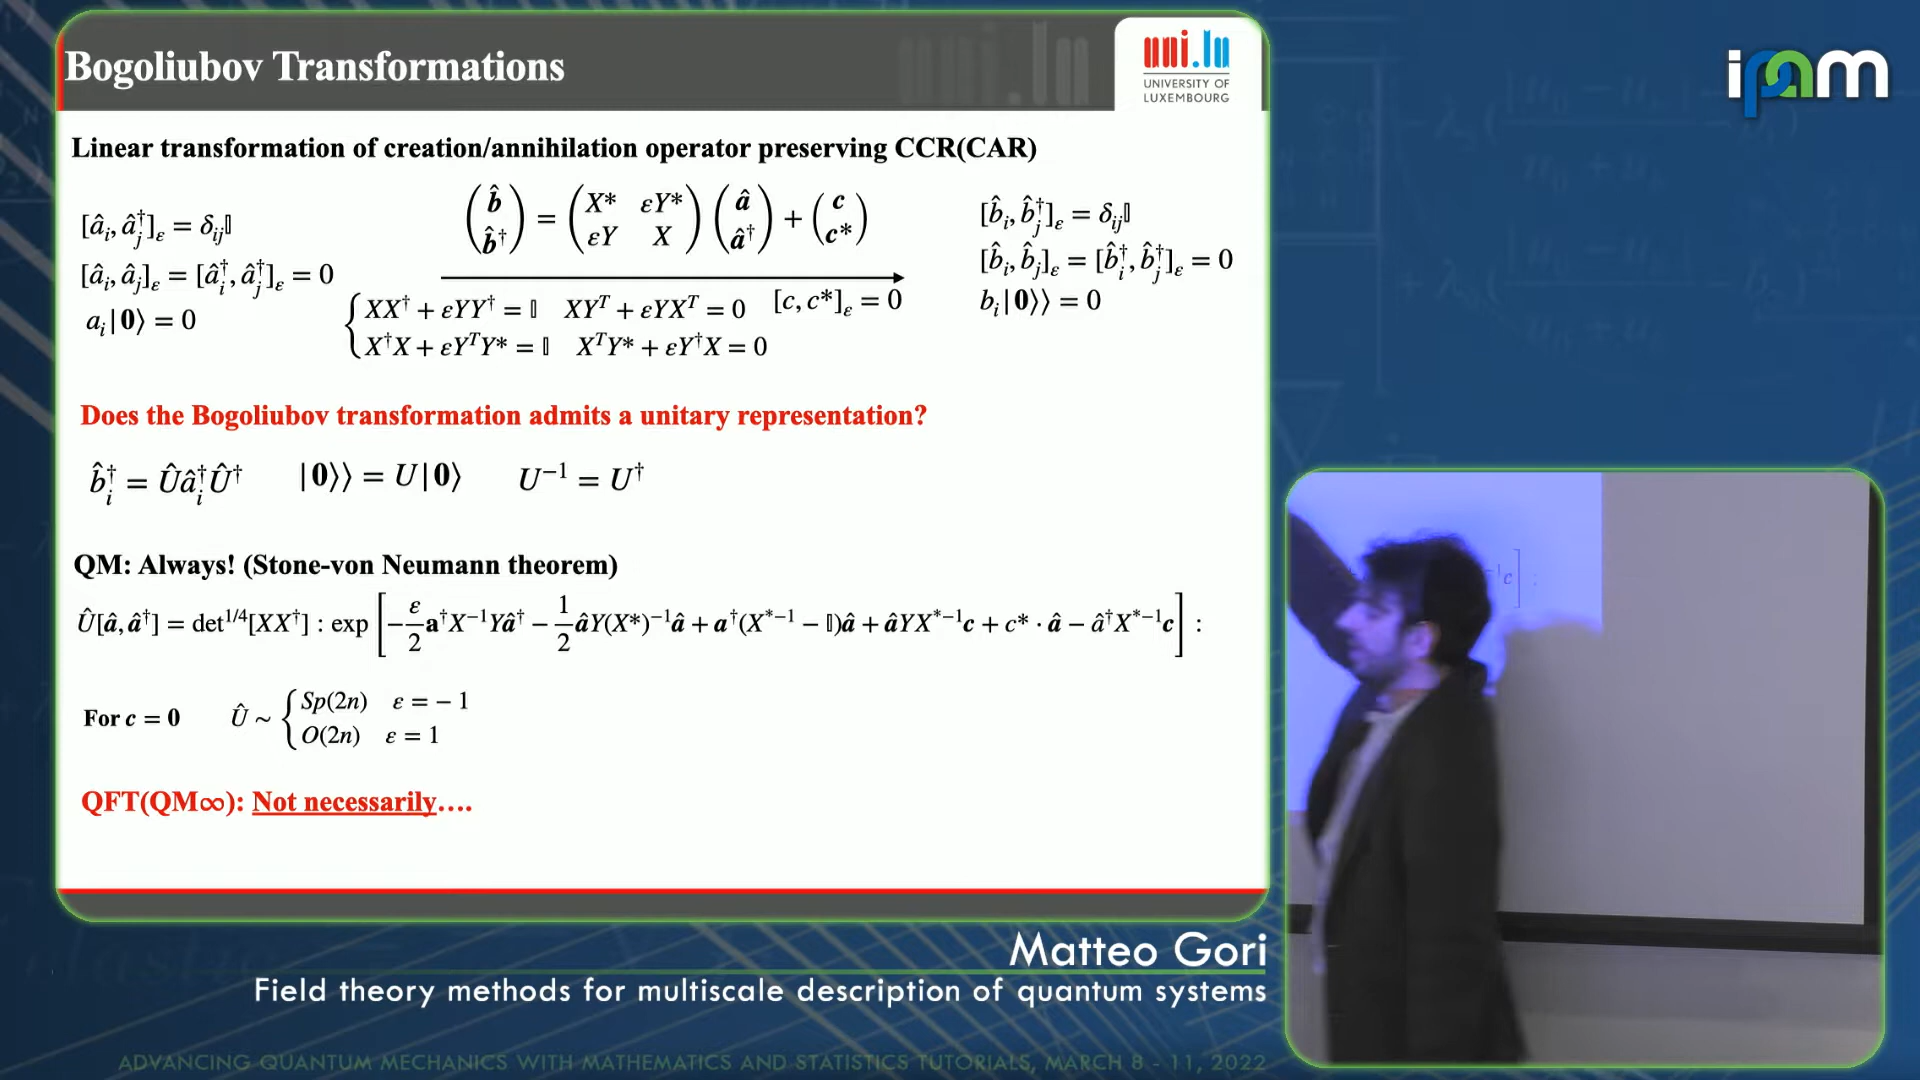 Bogoliubov Transformations
uni.lu
UNIVERSITY OF
LUXEMBOURG
ipam
Linear transformation of creation/annihilation operator preserving CCR(CAR)
[â_i, â_j^†]_ε = δ_ij 𝕀
[â_i, â_j]_ε = [â_i^†, â_j^†]_ε = 0
a_i|0⟩ = 0
(b̂ b̂^†) = (X* εY* εY X) (â â^†) + (c c*)
{ XX^† + εYY^† = 𝕀 XY^T + εYX^T = 0 [c, c*]_ε = 0
X^†X + εY^TY* = 𝕀 X^TY* + εY^†X = 0
[b̂_i, b̂_j^†]_ε = δ_ij 𝕀
[b̂_i, b̂_j]_ε = [b̂_i^†, b̂_j^†]_ε = 0
b_i|0⟩⟩ = 0
Does the Bogoliubov transformation admits a unitary representation?
b̂_i^† = Û â_i^† Û^† |0⟩⟩ = U|0⟩ U^−1 = U^†
QM: Always! (Stone-von Neumann theorem)
Û[â, â^†] = det^1/4[XX^†] : exp [ −ε/2 a^†X^−1Yâ^† − 1/2 âY(X*)^−1â + a^†(X*^−1 − 𝕀)â + âYX*^−1c + c* · â − â^†X*^−1c ] :
For c = 0 Û ~ { Sp(2n) ε = − 1
O(2n) ε = 1
QFT(QM∞): Not necessarily....
Matteo Gori
Field theory methods for multiscale description of quantum systems
ADVANCING QUANTUM MECHANICS WITH MATHEMATICS AND STATISTICS TUTORIALS, MARCH 8 - 11, 2022